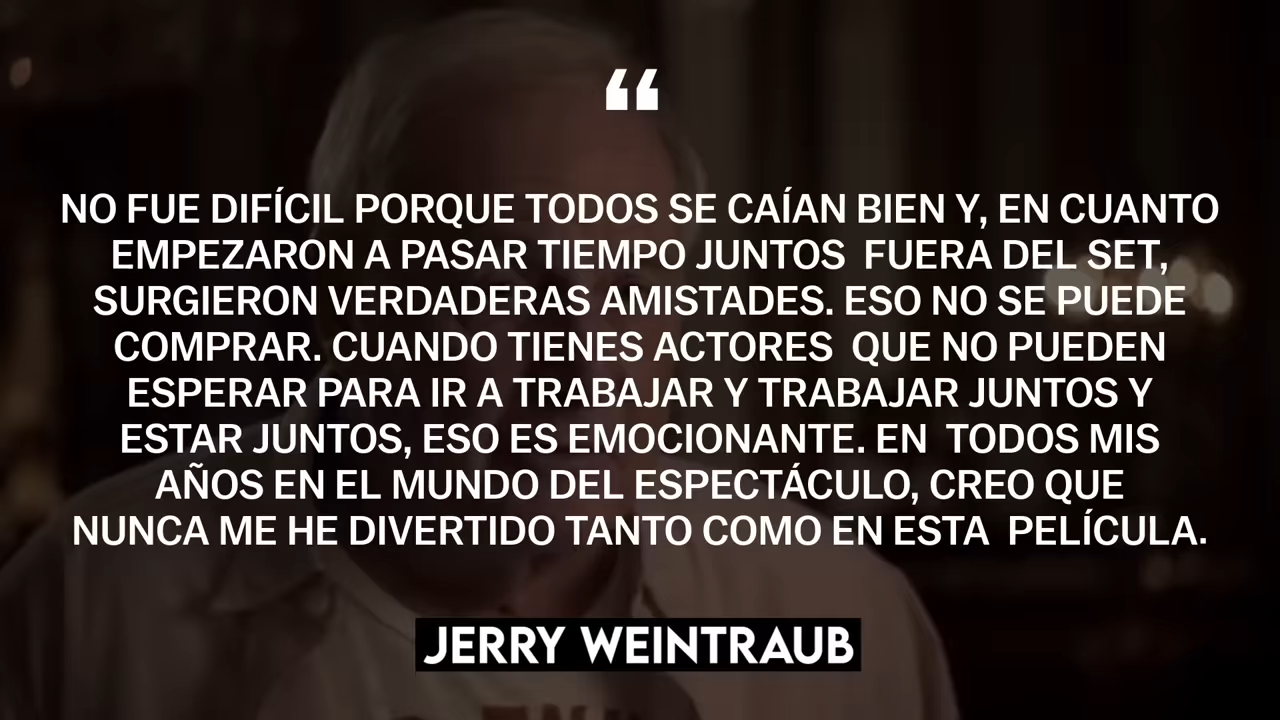 “
NO FUE DIFÍCIL PORQUE TODOS SE CAÍAN BIEN Y, EN CUANTO
EMPEZARON A PASAR TIEMPO JUNTOS  FUERA DEL SET,
SURGIERON VERDADERAS AMISTADES. ESO NO SE PUEDE
COMPRAR. CUANDO TIENES ACTORES  QUE NO PUEDEN
ESPERAR PARA IR A TRABAJAR Y TRABAJAR JUNTOS Y
ESTAR JUNTOS, ESO ES EMOCIONANTE. EN  TODOS MIS
AÑOS EN EL MUNDO DEL ESPECTÁCULO, CREO QUE
NUNCA ME HE DIVERTIDO TANTO COMO EN ESTA  PELÍCULA.
JERRY WEINTRAUB